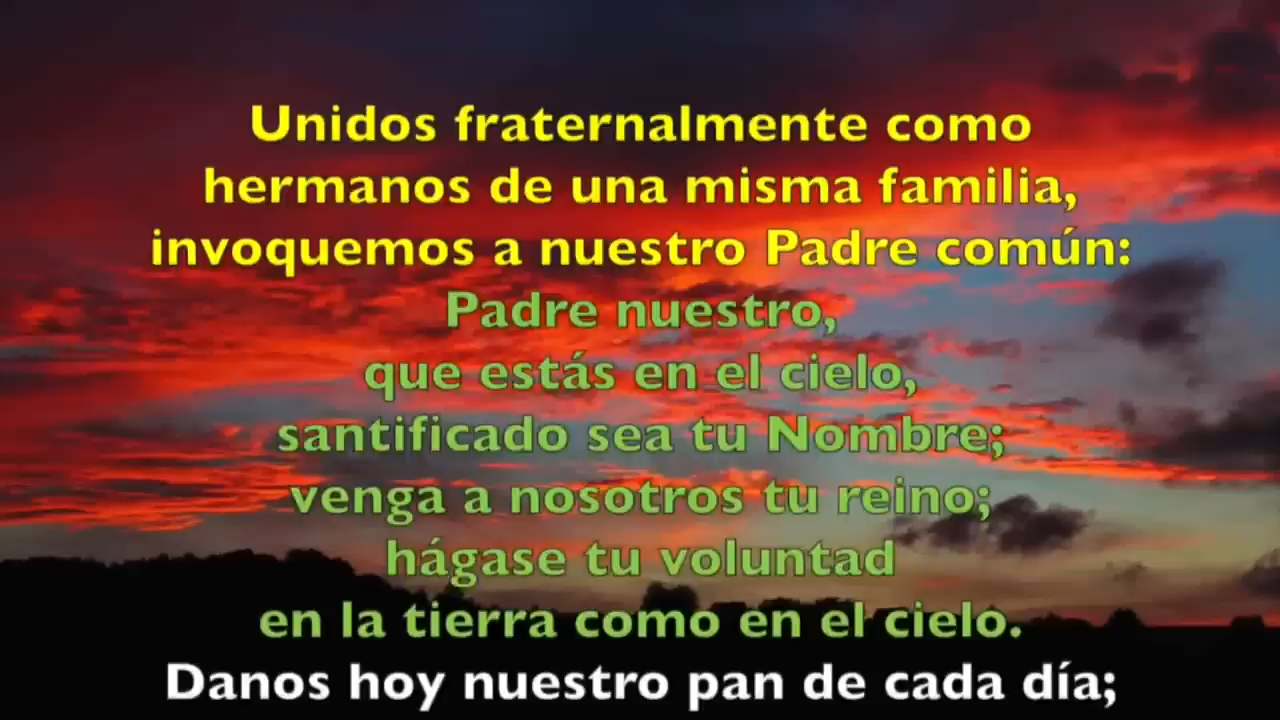 Unidos fraternalmente como
hermanos de una misma familia,
invoquemos a nuestro Padre común:
Padre nuestro,
que estás en el cielo,
santificado sea tu Nombre;
venga a nosotros tu reino;
hágase tu voluntad
en la tierra como en el cielo.
Danos hoy nuestro pan de cada día;